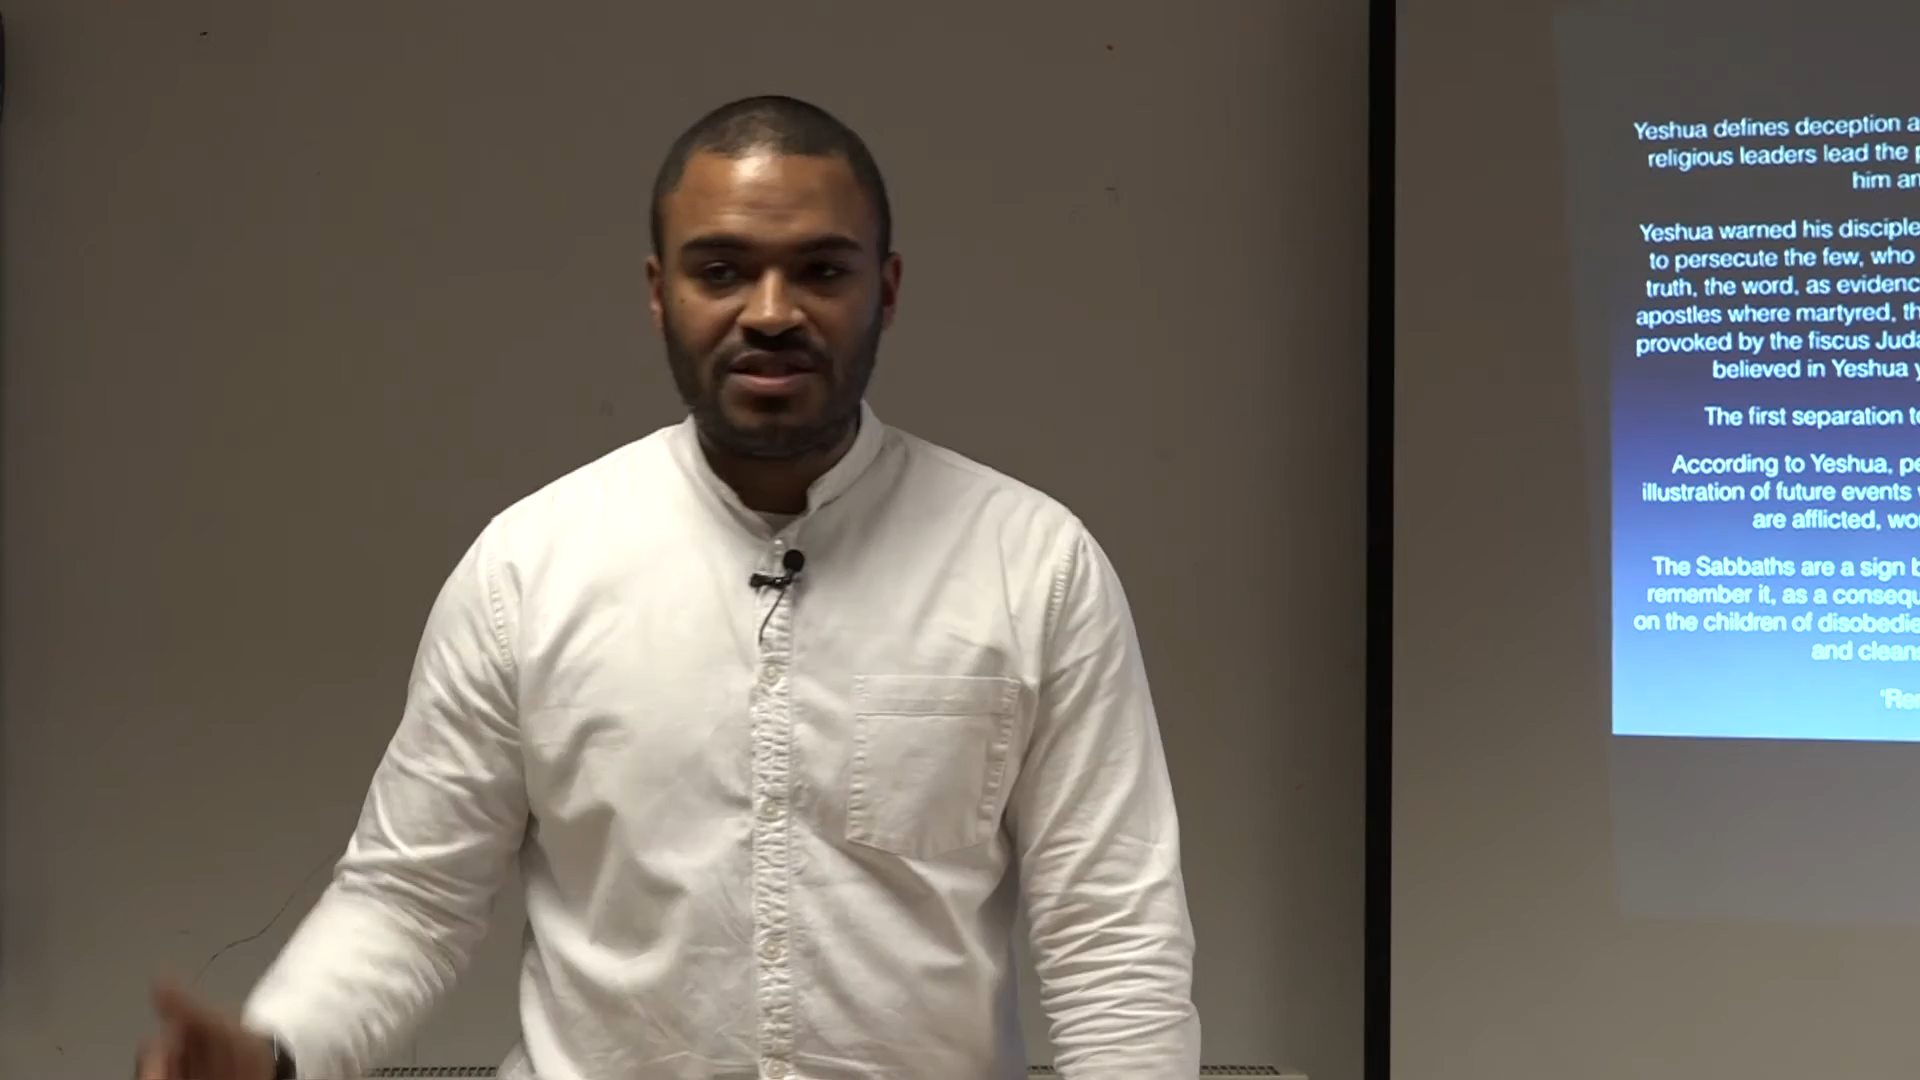 Yeshua defines deception a
religious leaders lead the
him an
Yeshua warned his disciple
to persecute the few, who
truth, the word, as evidenc
apostles where martyred, th
provoked by the fiscus Juda
believed in Yeshua
The first separation to
According to Yeshua, pe
illustration of future events
are afflicted, wo
The Sabbaths are a sign b
remember it, as a consequ
on the children of disobedie
and cleans
'Rem